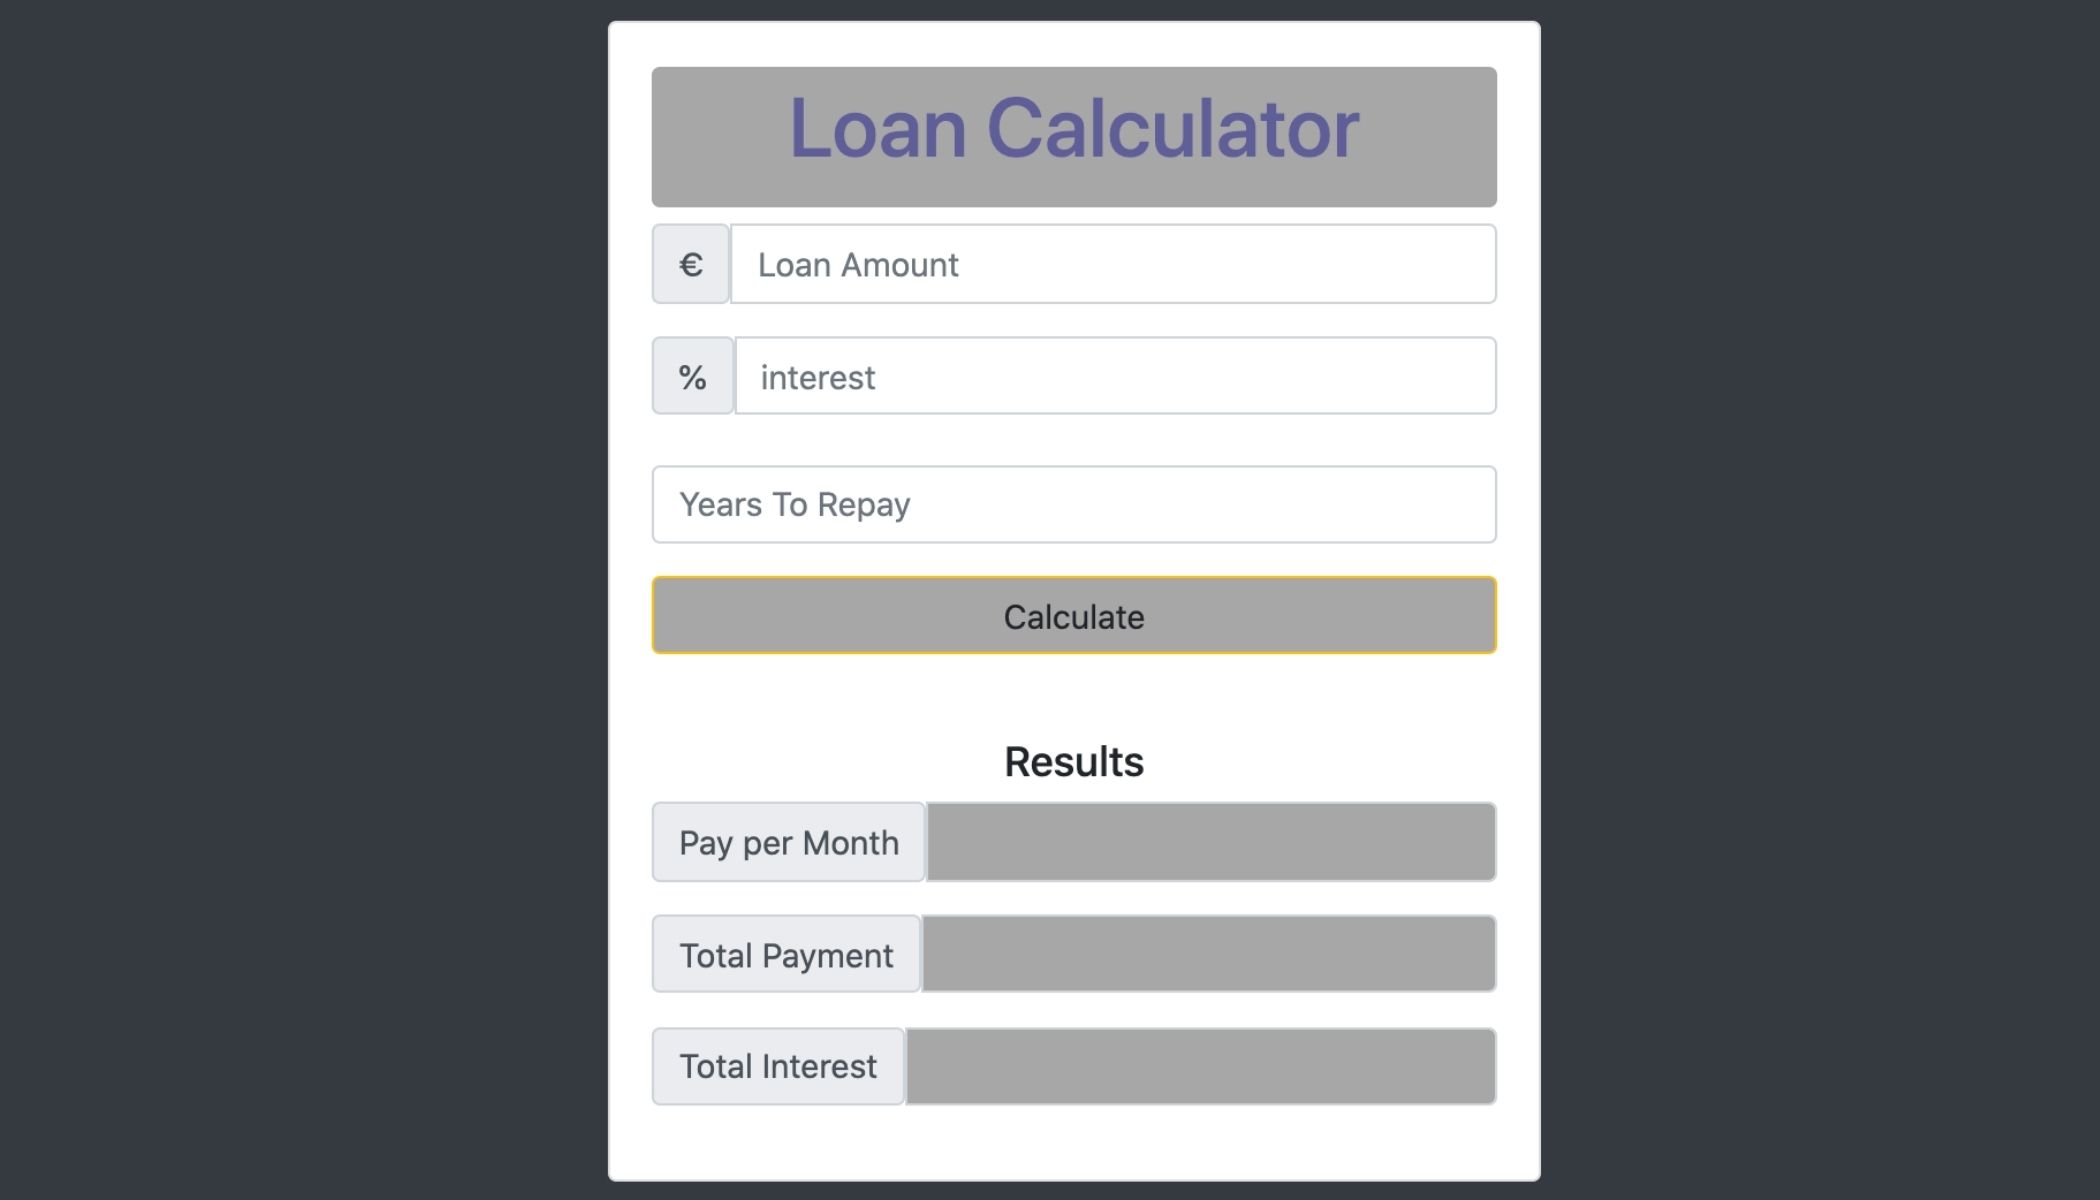 Loan Calculator
€ Loan Amount
% interest
Years To Repay
Calculate
Results
Pay per Month
Total Payment
Total Interest